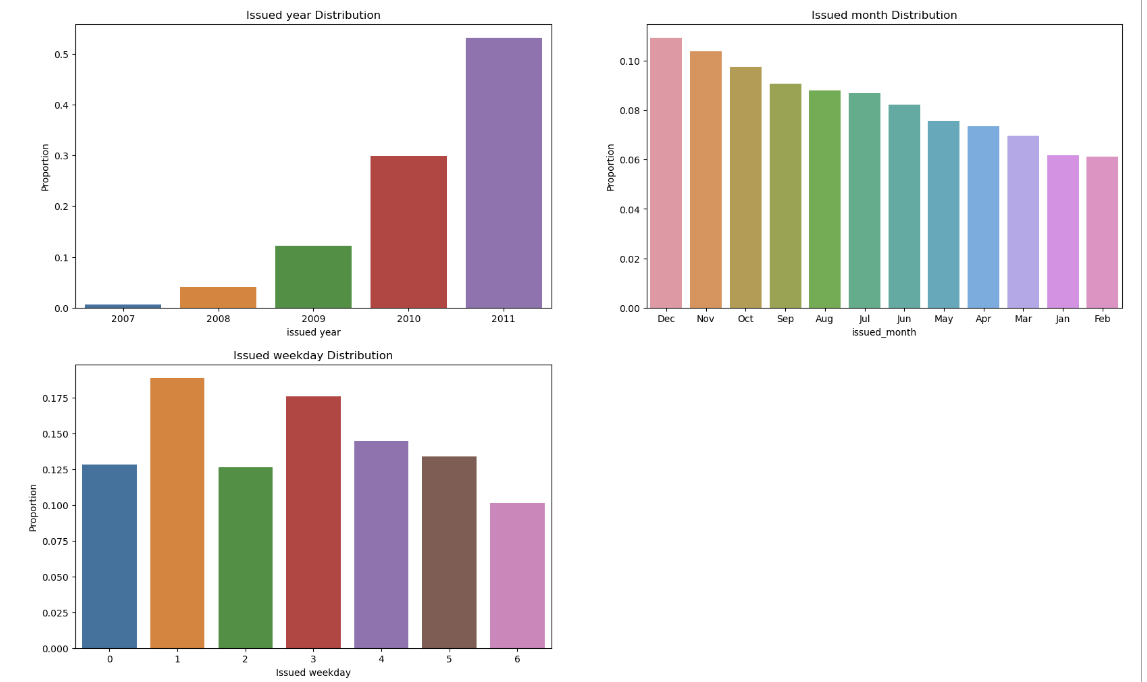 Issued year Distribution
Proportion
0.5
0.4
0.3
0.2
0.1
0.0
2007 2008 2009 2010 2011
issued year
Issued month Distribution
Proportion
0.10
0.08
0.06
0.04
0.02
0.00
Dec Nov Oct Sep Aug Jul Jun May Apr Mar Jan Feb
issued_month
Issued weekday Distribution
Proportion
0.175
0.150
0.125
0.100
0.075
0.050
0.025
0.000
0 1 2 3 4 5 6
Issued weekday